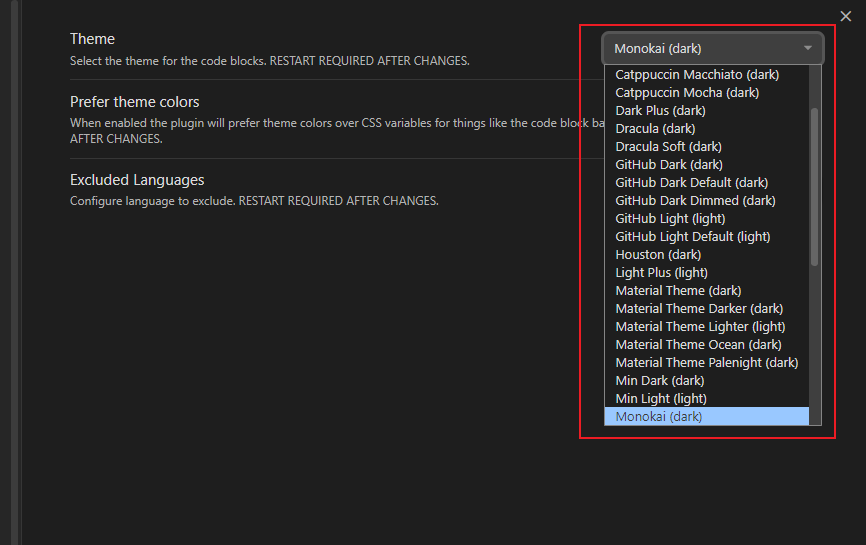 Theme
Select the theme for the code blocks. RESTART REQUIRED AFTER CHANGES.
Monokai (dark)
Prefer theme colors
When enabled the plugin will prefer theme colors over CSS variables for things like the code block ba
AFTER CHANGES.
Excluded Languages
Configure language to exclude. RESTART REQUIRED AFTER CHANGES.
Catppuccin Macchiato (dark)
Catppuccin Mocha (dark)
Dark Plus (dark)
Dracula (dark)
Dracula Soft (dark)
GitHub Dark (dark)
GitHub Dark Default (dark)
GitHub Dark Dimmed (dark)
GitHub Light (light)
GitHub Light Default (light)
Houston (dark)
Light Plus (light)
Material Theme (dark)
Material Theme Darker (dark)
Material Theme Lighter (light)
Material Theme Ocean (dark)
Material Theme Palenight (dark)
Min Dark (dark)
Min Light (light)
Monokai (dark)